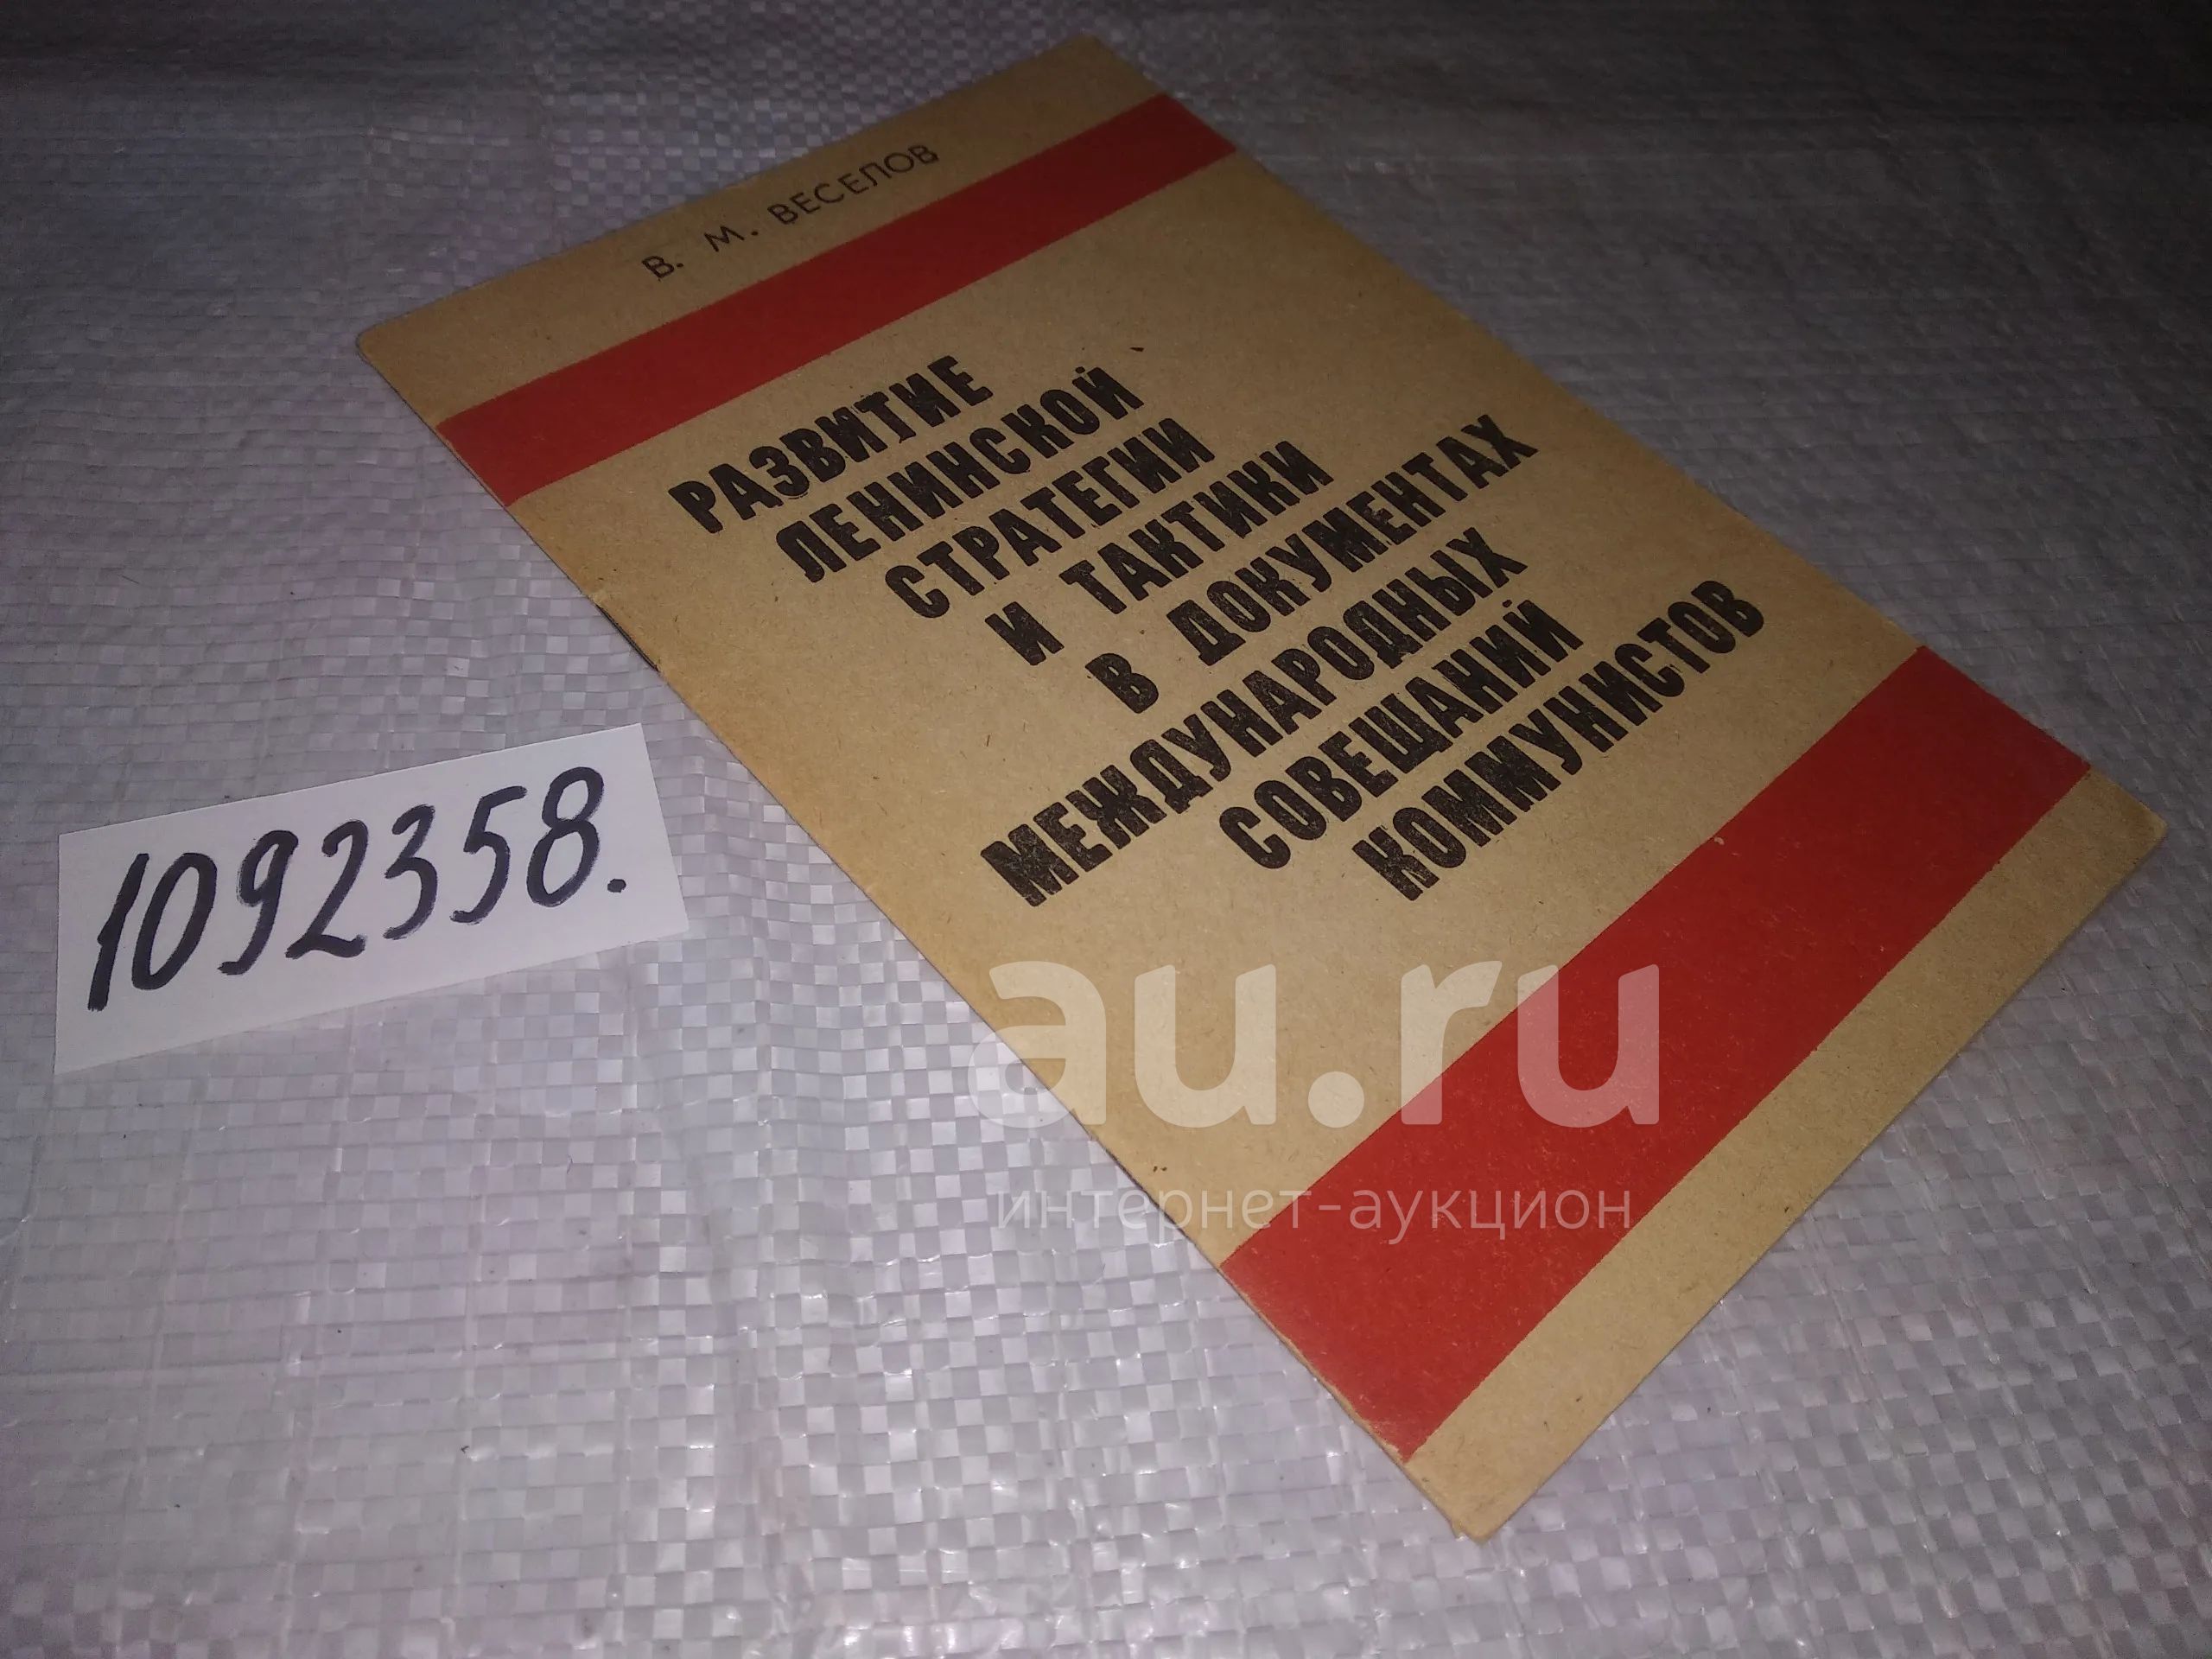 В. М. ВЕСЕЛОВ
РАЗВИТИЕ
ЛЕНИНСКОЙ
СТРАТЕГИИ
И ТАКТИКИ
В ДОКУМЕНТАХ
МЕЖДУНАРОДНЫХ
СОВЕЩАНИЙ
КОММУНИСТОВ
1092358.
au.ru
интернет-аукцион